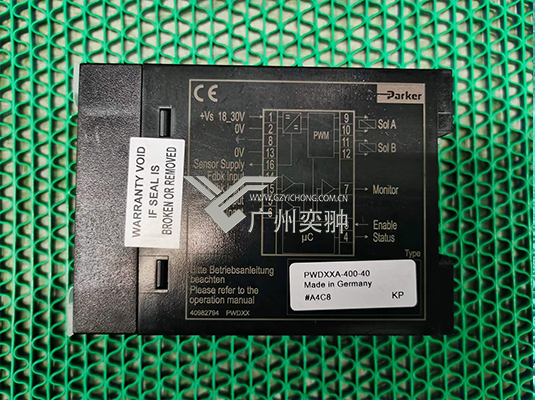 CE
Parker
+Vs 18_30V 1
0V 2
8
0V 13
Sensor Supply 16
Fdbk Input
15
6
PWM
9 Sol A
10
11 Sol B
12
7 Monitor
Enable
4 Status
µC
WARRANTY VOID
IF SEAL IS
BROKEN OR REMOVED
WWW.GZYICHONG.COM.CN
广州奕翀
Type
Bitte Betriebsanleitung
beachten
Please refer to the
operation manual
40982794 PWDXX
PWDXXA-400-40
Made in Germany
#A4C8 KP